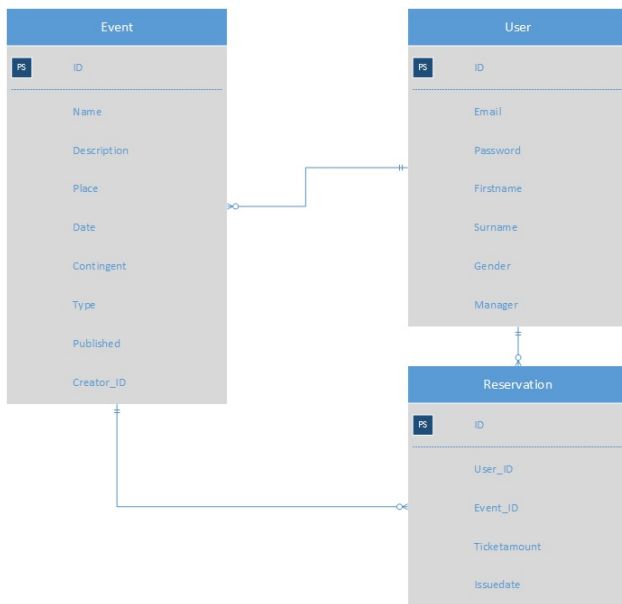 Event
PS ID
Name
Description
Place
Date
Contingent
Type
Published
Creator_ID
User
PS ID
Email
Password
Firstname
Surname
Gender
Manager
Reservation
PS ID
User_ID
Event_ID
Ticketamount
Issuedate